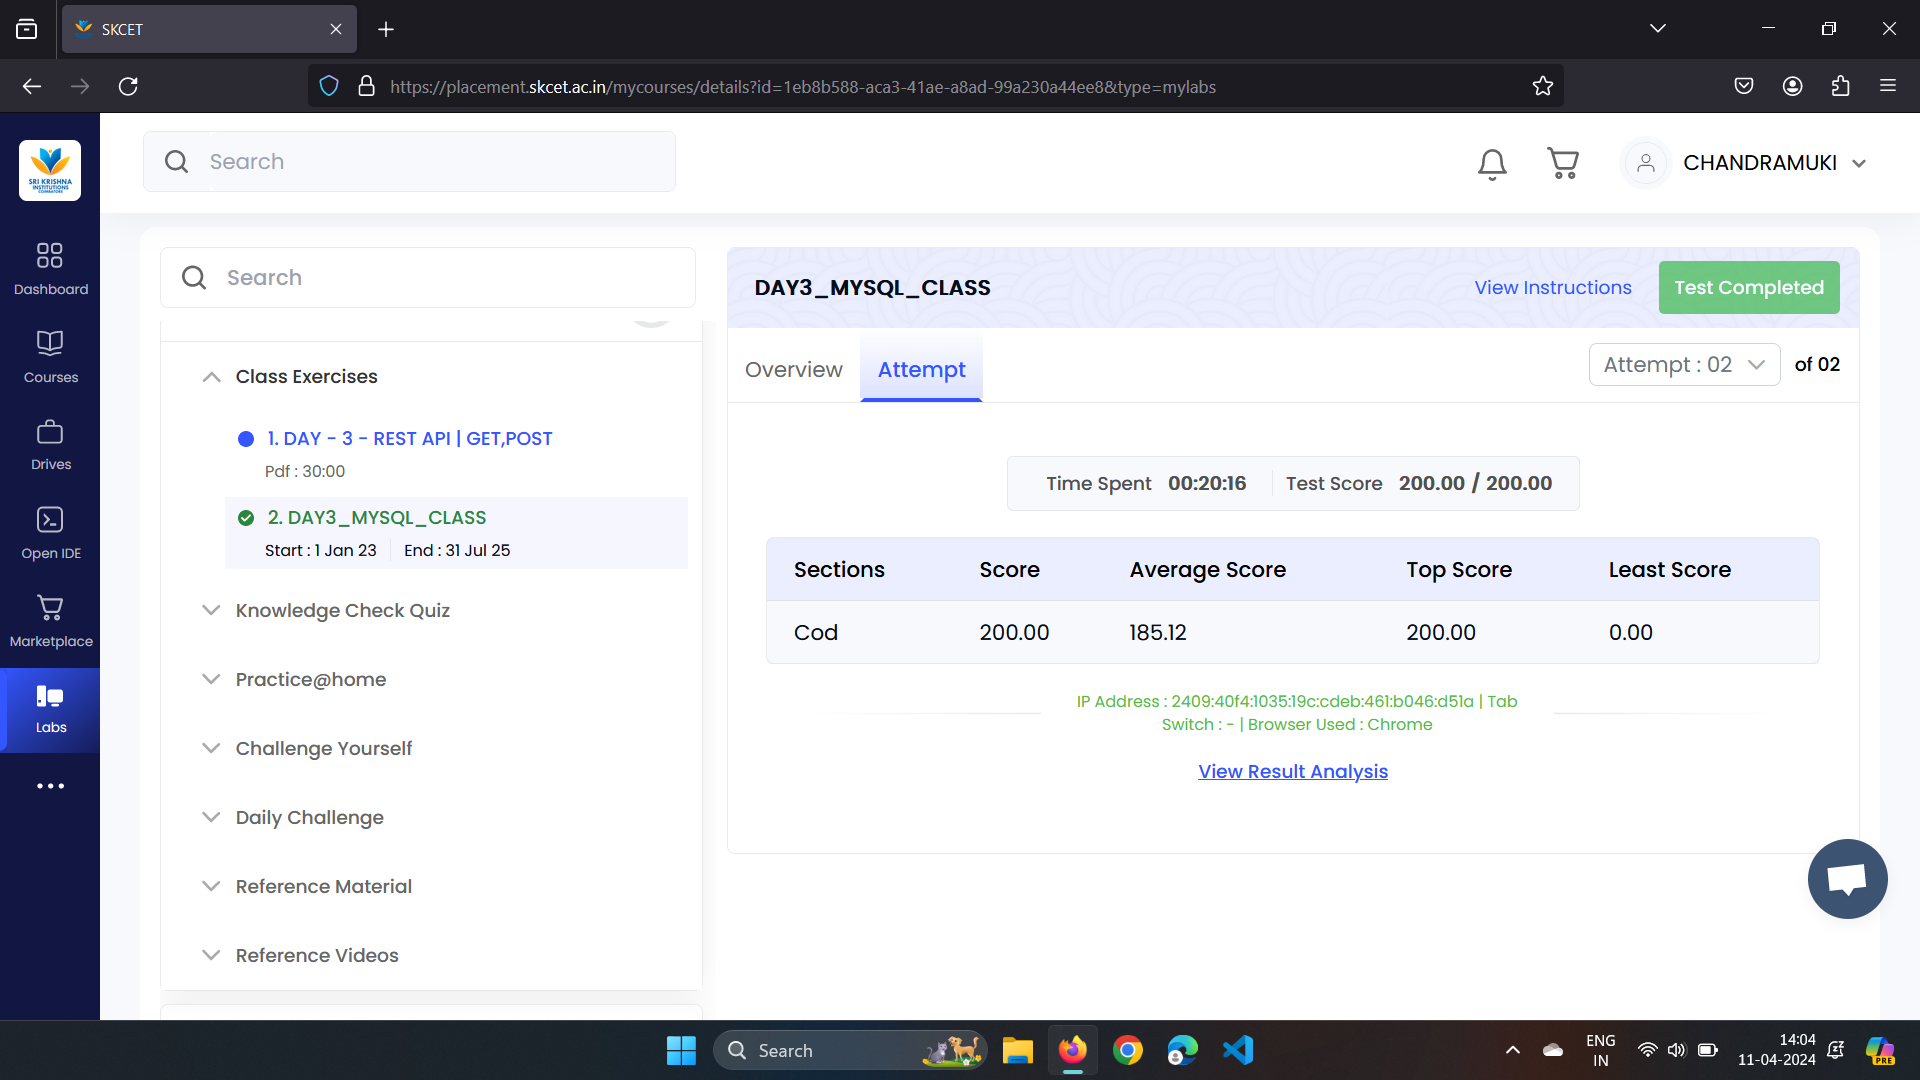 SKCET
https://placement.skcet.ac.in/mycourses/details?id=1eb8b588-aca3-41ae-a8ad-99a230a44ee8&type=mylabs
SRI KRISHNA
INSTITUTIONS
COIMBATORE
Search
CHANDRAMUKI
Dashboard
Courses
Drives
Open IDE
Marketplace
Labs
Search
Class Exercises
1. DAY - 3 - REST API | GET,POST
Pdf : 30:00
2. DAY3_MYSQL_CLASS
Start : 1 Jan 23 End : 31 Jul 25
Knowledge Check Quiz
Practice@home
Challenge Yourself
Daily Challenge
Reference Material
Reference Videos
DAY3_MYSQL_CLASS View Instructions Test Completed
Overview Attempt Attempt : 02 of 02
Time Spent 00:20:16 Test Score 200.00 / 200.00
Sections Score Average Score Top Score Least Score
Cod 200.00 185.12 200.00 0.00
IP Address : 2409:40f4:1035:19c:cdeb:461:b046:d51a | Tab
Switch : - | Browser Used : Chrome
View Result Analysis
Search
ENG
IN
14:04
11-04-2024
PRE